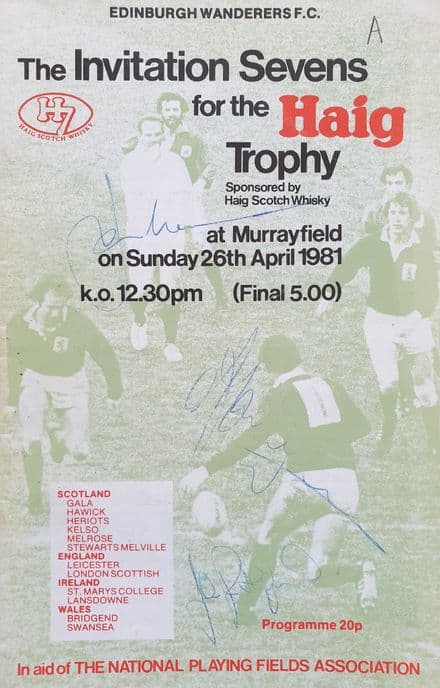 EDINBURGH WANDERERS F.C.
A
The Invitation Sevens
for the Haig
Trophy
H7
HAIG SCOTCH WHISKY
Sponsored by
Haig Scotch Whisky
at Murrayfield
on Sunday 26th April 1981
k.o. 12.30pm (Final 5.00)
SCOTLAND
GALA
HAWICK
HERIOTS
KELSO
MELROSE
STEWARTS MELVILLE
ENGLAND
LEICESTER
LONDON SCOTTISH
IRELAND
ST. MARYS COLLEGE
LANSDOWNE
WALES
BRIDGEND
SWANSEA
Programme 20p
In aid of THE NATIONAL PLAYING FIELDS ASSOCIATION